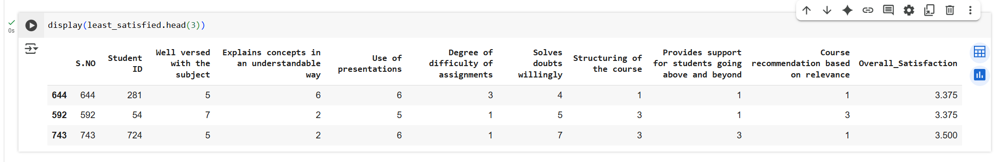 display(least_satisfied.head(3))
0s
S.NO Student ID Well versed with the subject Explains concepts in an understandable way Use of presentations Degree of difficulty of assignments Solves doubts willingly Structuring of the course Provides support for students going above and beyond Course recommendation based on relevance Overall_Satisfaction
644 644 281 5 6 6 3 4 1 1 1 3.375
592 592 54 7 2 5 1 5 3 1 3 3.375
743 743 724 5 2 6 1 7 3 3 1 3.500